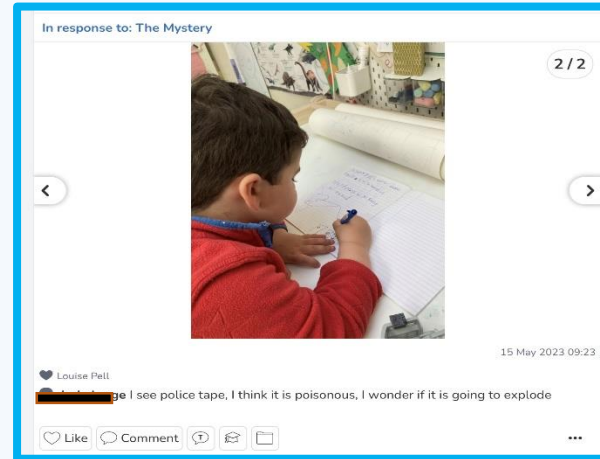 In response to: The Mystery
2/2
15 May 2023 09:23
Louise Pell
ge I see police tape, I think it is poisonous, I wonder if it is going to explode
Like Comment T